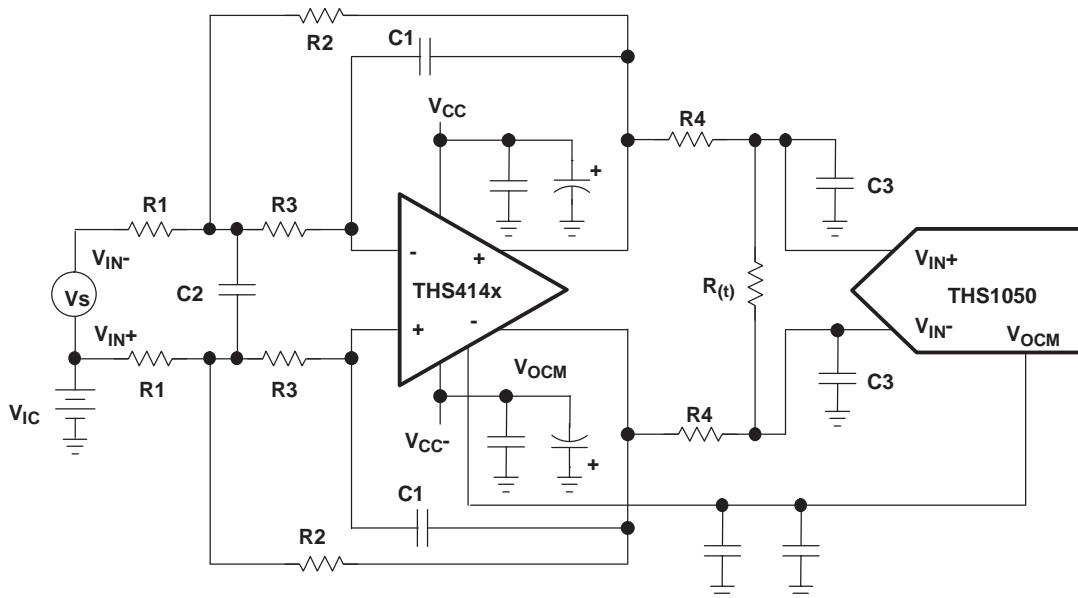 R2
C1
VCC
R4
+
C3
R1
R3
VIN-
-
+
VIN+
Vs
C2
THS414x
R(t)
THS1050
VIN+
+
-
VIN-
VOCM
R1
R3
VOCM
C3
VIC
R4
VCC-
+
C1
R2